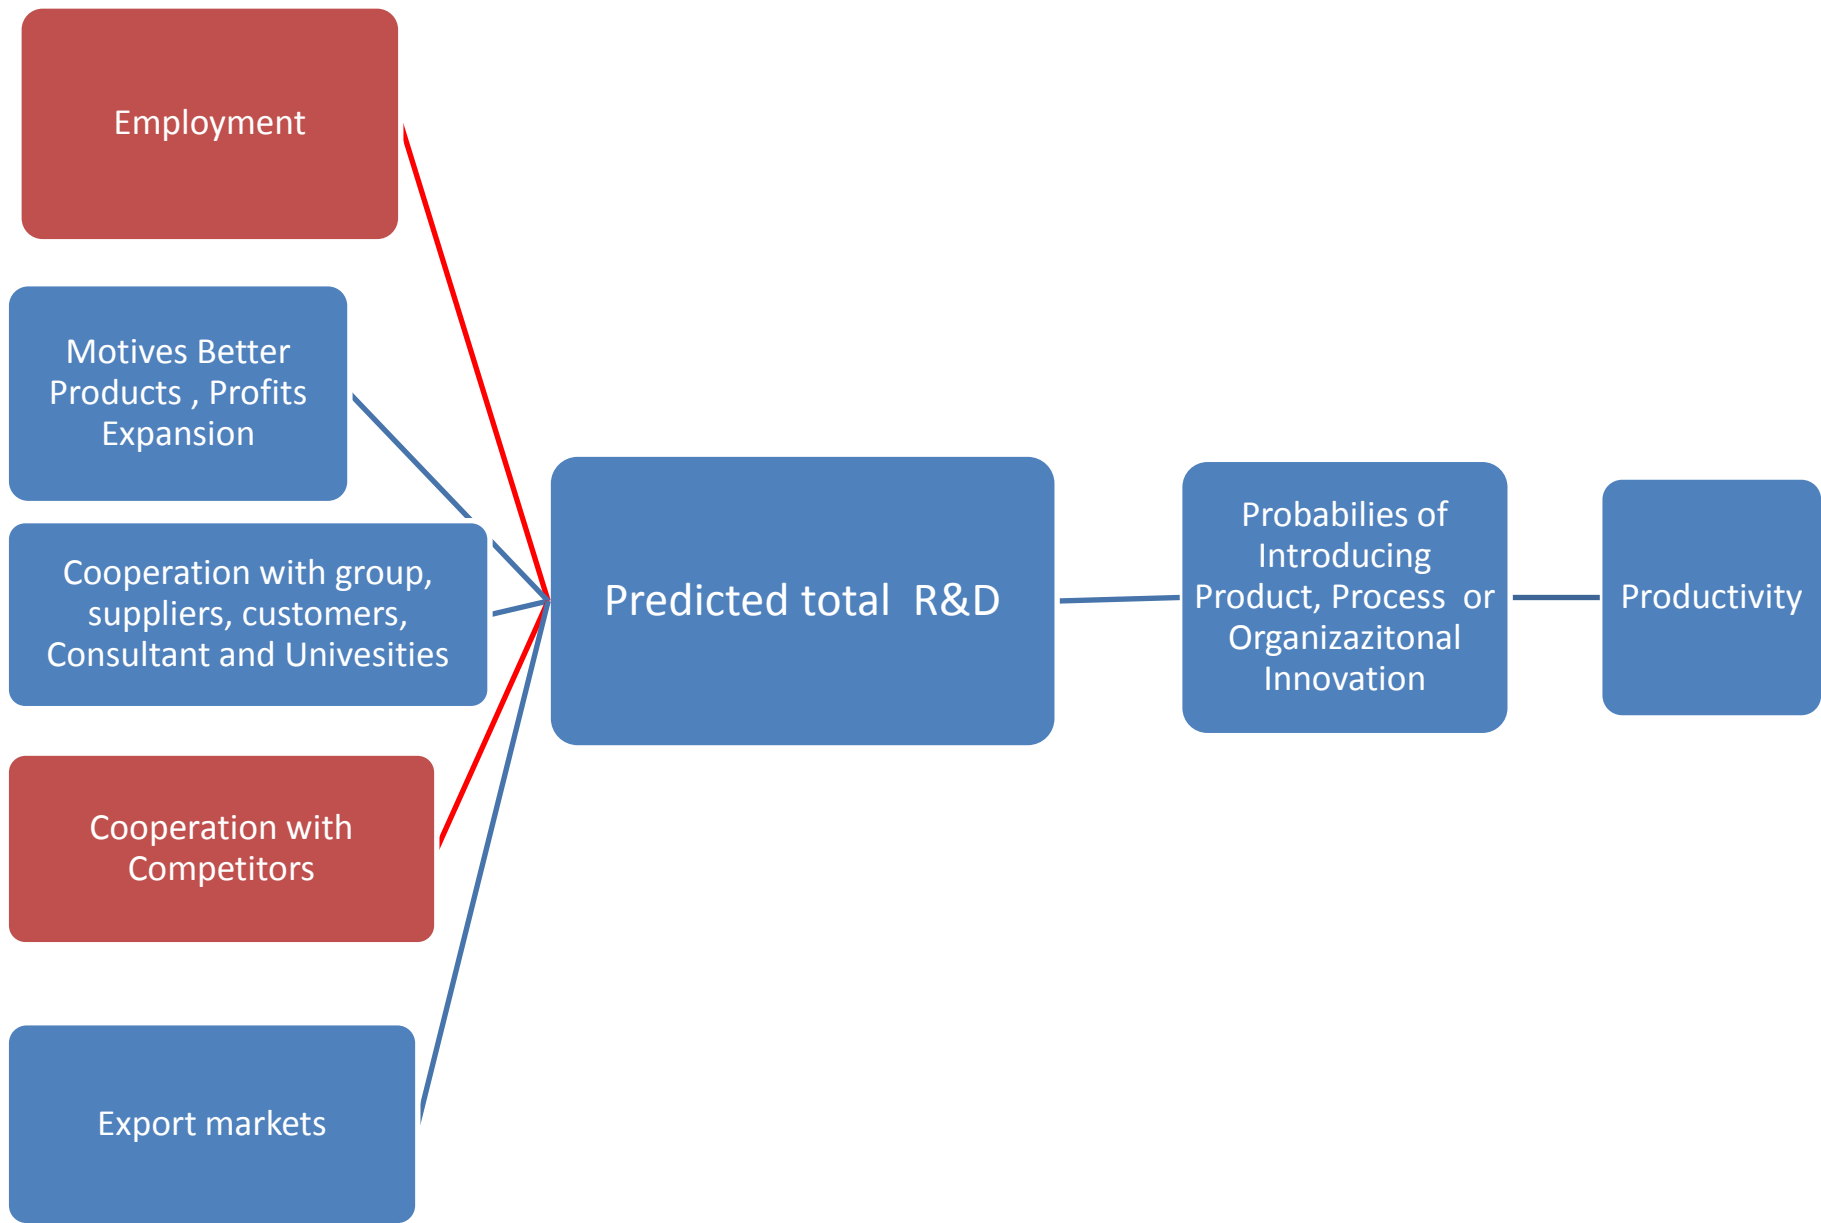 Employment
Motives Better
Products , Profits
Expansion
Cooperation with group,
suppliers, customers,
Consultant and Univesities
Cooperation with
Competitors
Export markets
Predicted total  R&D
Probabilies of
Introducing
Product, Process  or
Organizazitonal
Innovation
Productivity